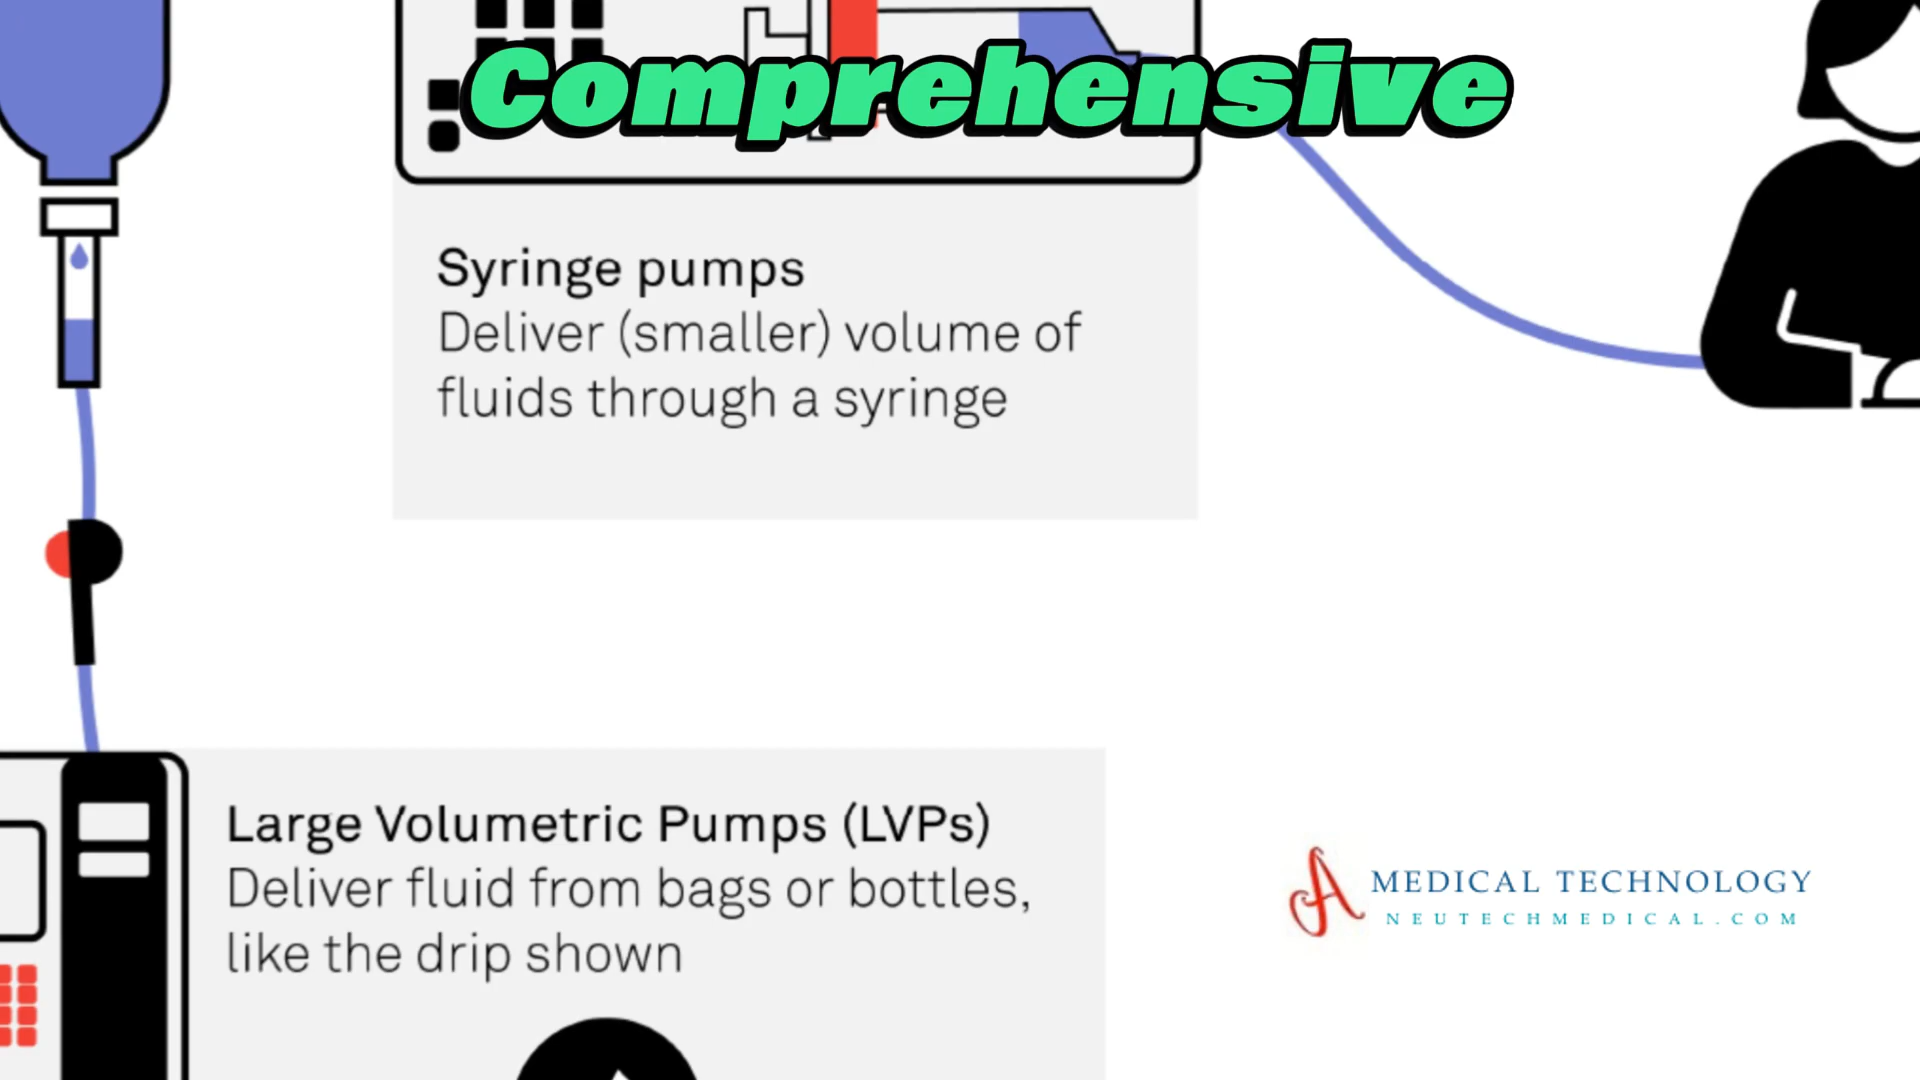 Comprehensive
Syringe pumps
Deliver (smaller) volume of
fluids through a syringe
Large Volumetric Pumps (LVPs)
Deliver fluid from bags or bottles,
like the drip shown
A MEDICAL TECHNOLOGY
NEUTECHMEDICAL.COM